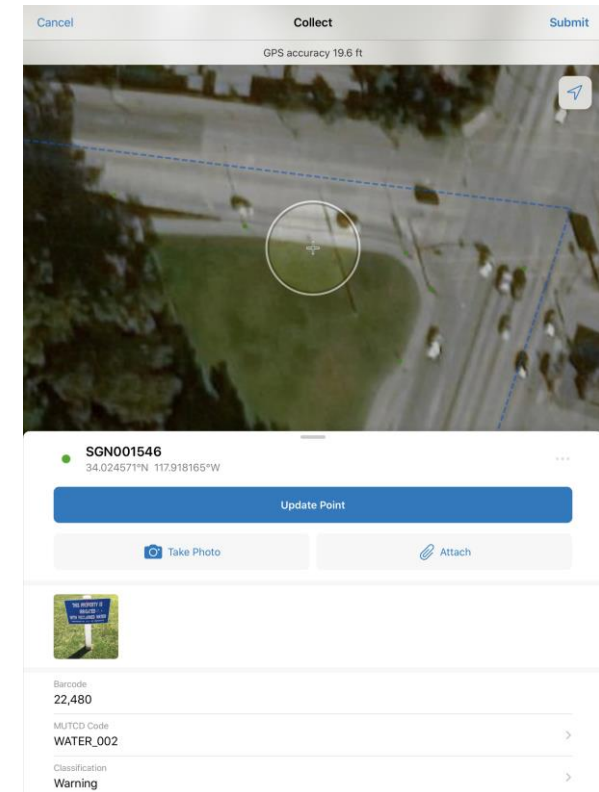 Cancel
Collect
Submit
GPS accuracy 19.6 ft
SGN001546
34.024571°N 117.918165°W
Update Point
Take Photo
Attach
THIS PROPERTY IS
WITH RECLAIMED WATER
Barcode
22,480
MUTCD Code
WATER_002
Classification
Warning